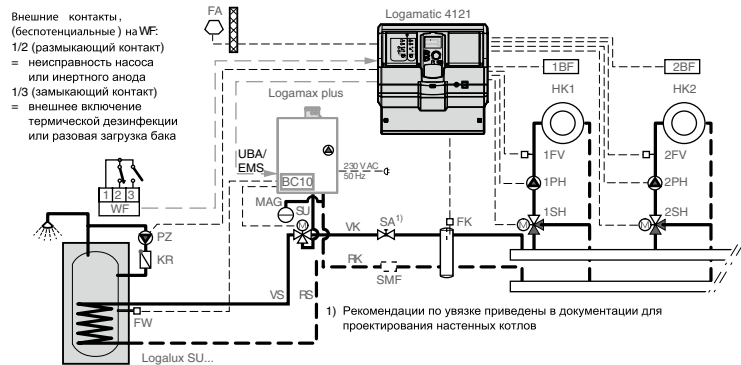 Внешние контакты,
(беспотенциальные) на WF:
1/2 (размыкающий контакт)
= неисправность насоса
или инертного анода
1/3 (замыкающий контакт)
= внешнее включение
термической дезинфекции
или разовая загрузка бака
FA
Logamatic 4121
1BF
2BF
HK1
HK2
Logamax plus
UBA/
EMS
BC10
230 VAC
50 Hz
1FV
2FV
1PH
2PH
1SH
2SH
M
M
1 2 3
WF
MAG
SU
M
VK
SA1)
FK
PZ
KR
RK
SMF
VS
RS
FW
1) Рекомендации по увязке приведены в документации для
проектирования настенных котлов
Logalux SU...